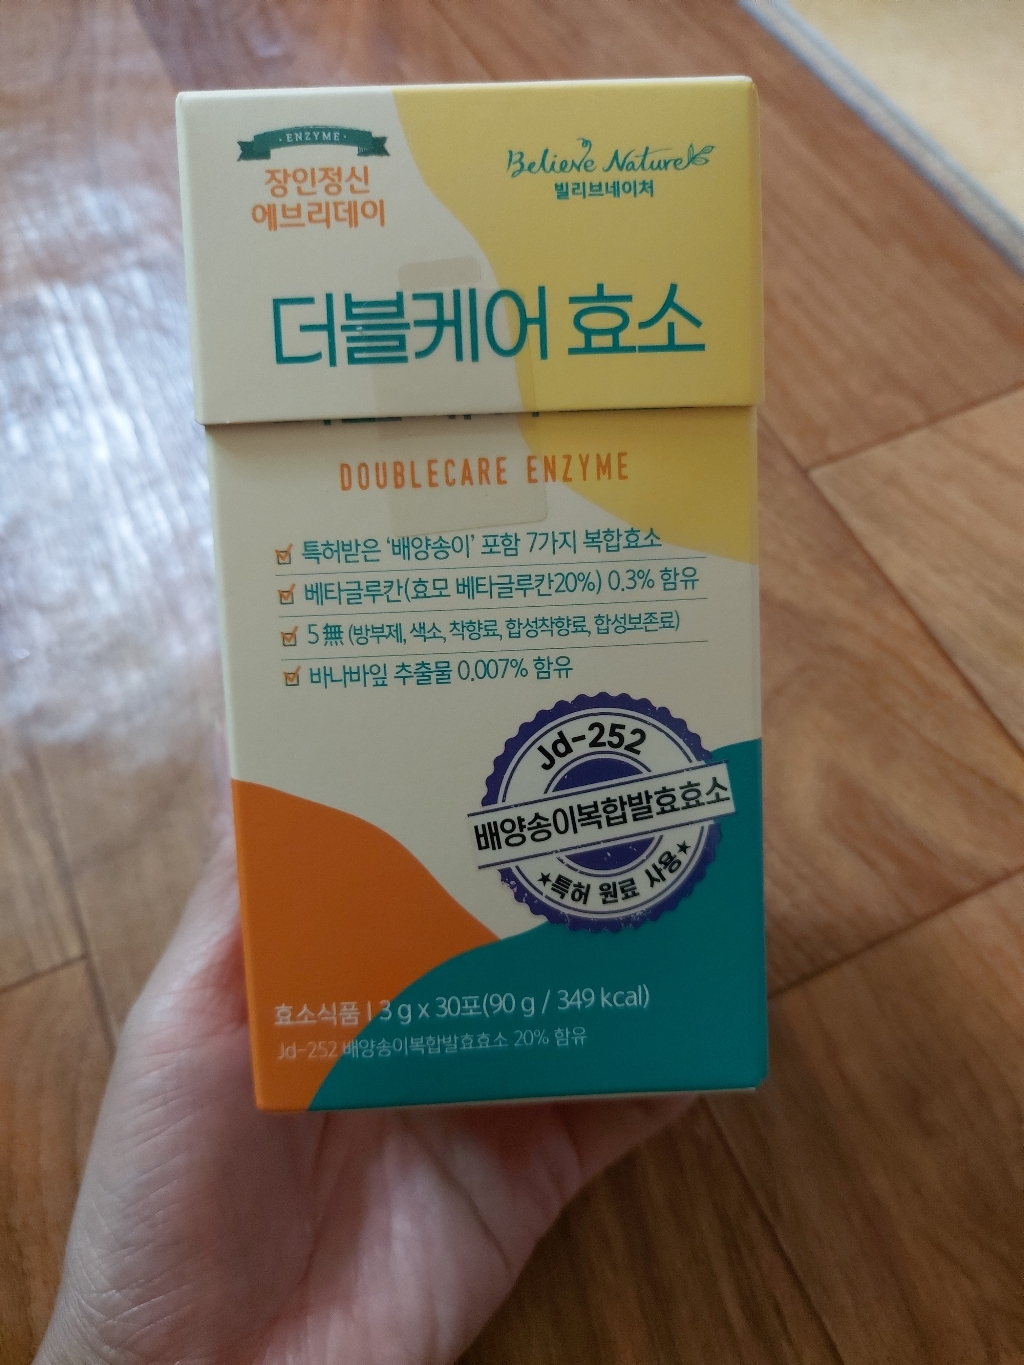 ENZYME
장인정신
에브리데이
Believe Nature
빌리브네이처
더블케어 효소
DOUBLECARE ENZYME
특허받은 '배양송이' 포함 7가지 복합효소
베타글루칸(효모 베타글루칸20%) 0.3% 함유
5無 (방부제, 색소, 착향료, 합성착향료, 합성보존료)
바나바잎 추출물 0.007% 함유
Jd-252
배양송이복합발효효소
★특허 원료 사용★
효소식품 | 3 g x 30포(90 g / 349 kcal)
Jd-252 배양송이복합발효효소 20% 함유